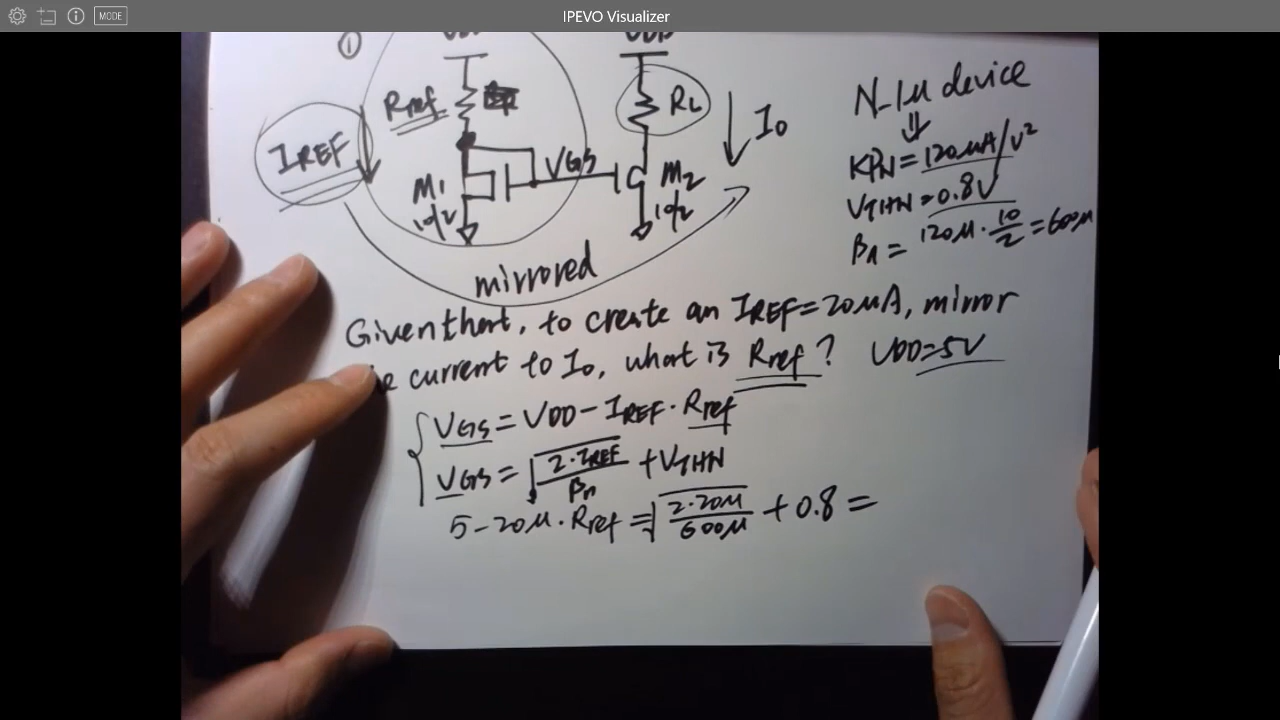 MODE
IPEVO Visualizer
①
VDD
Rref
RL
IREF
I0
VGS
M1
10/2
M2
10/2
mirrored
N-1μ device
⇓
KPN = 120μA/V²
VTHN = 0.8V
βn = 120μ · 10/2 = 600μ
Given that, to create an IREF = 20μA, mirror
current to I0, what is Rref? VDD=5V
VGS = VDD - IREF · Rref
VGS = √(2·IREF/βn) + VTHN
5 - 20μ · Rref = √(2·20μ/600μ) + 0.8 =